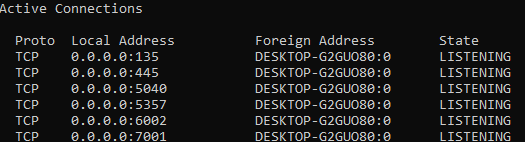 Active Connections
Proto Local Address Foreign Address State
TCP 0.0.0.0:135 DESKTOP-G2GUO80:0 LISTENING
TCP 0.0.0.0:445 DESKTOP-G2GUO80:0 LISTENING
TCP 0.0.0.0:5040 DESKTOP-G2GUO80:0 LISTENING
TCP 0.0.0.0:5357 DESKTOP-G2GUO80:0 LISTENING
TCP 0.0.0.0:6002 DESKTOP-G2GUO80:0 LISTENING
TCP 0.0.0.0:7001 DESKTOP-G2GUO80:0 LISTENING